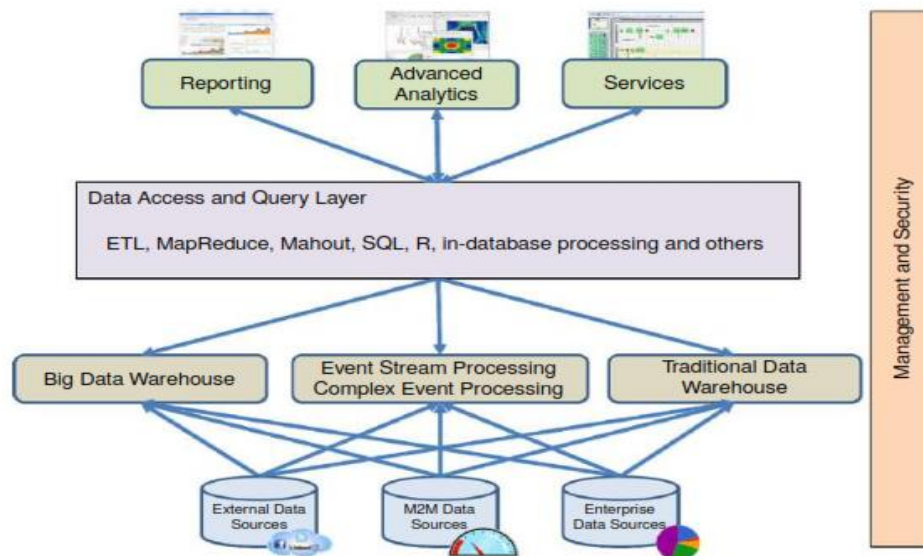 Reporting
Advanced
Analytics
Services
Data Access and Query Layer
ETL, MapReduce, Mahout, SQL, R, in-database processing and others
Big Data Warehouse
Event Stream Processing
Complex Event Processing
Traditional Data
Warehouse
External Data
Sources
M2M Data
Sources
Enterprise
Data Sources
Management and Security